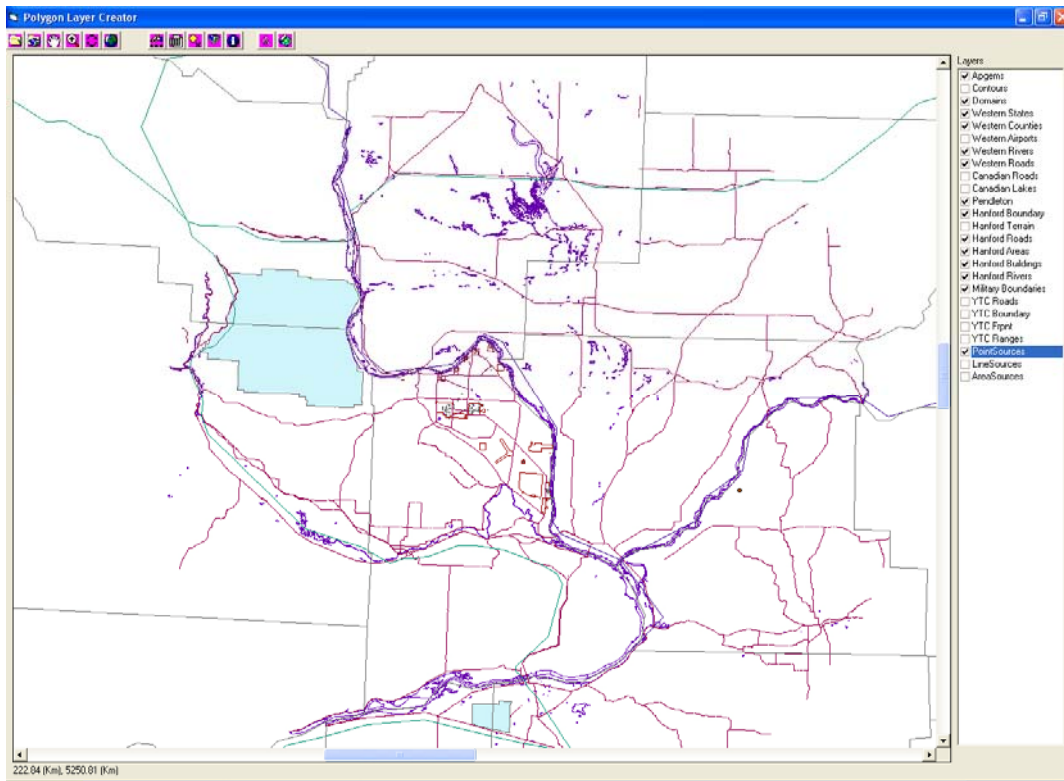 Polygon Layer Creator
Layers
Apgems
Contours
Domains
Western States
Western Counties
Western Airports
Western Rivers
Western Roads
Canadian Roads
Canadian Lakes
Pendleton
Hanford Boundary
Hanford Terrain
Hanford Roads
Hanford Areas
Hanford Buildings
Hanford Rivers
Military Boundaries
YTC Roads
YTC Boundary
YTC Frpnt
YTC Ranges
PointSources
LineSources
AreaSources
222.84 (Km), 5250.81 (Km)